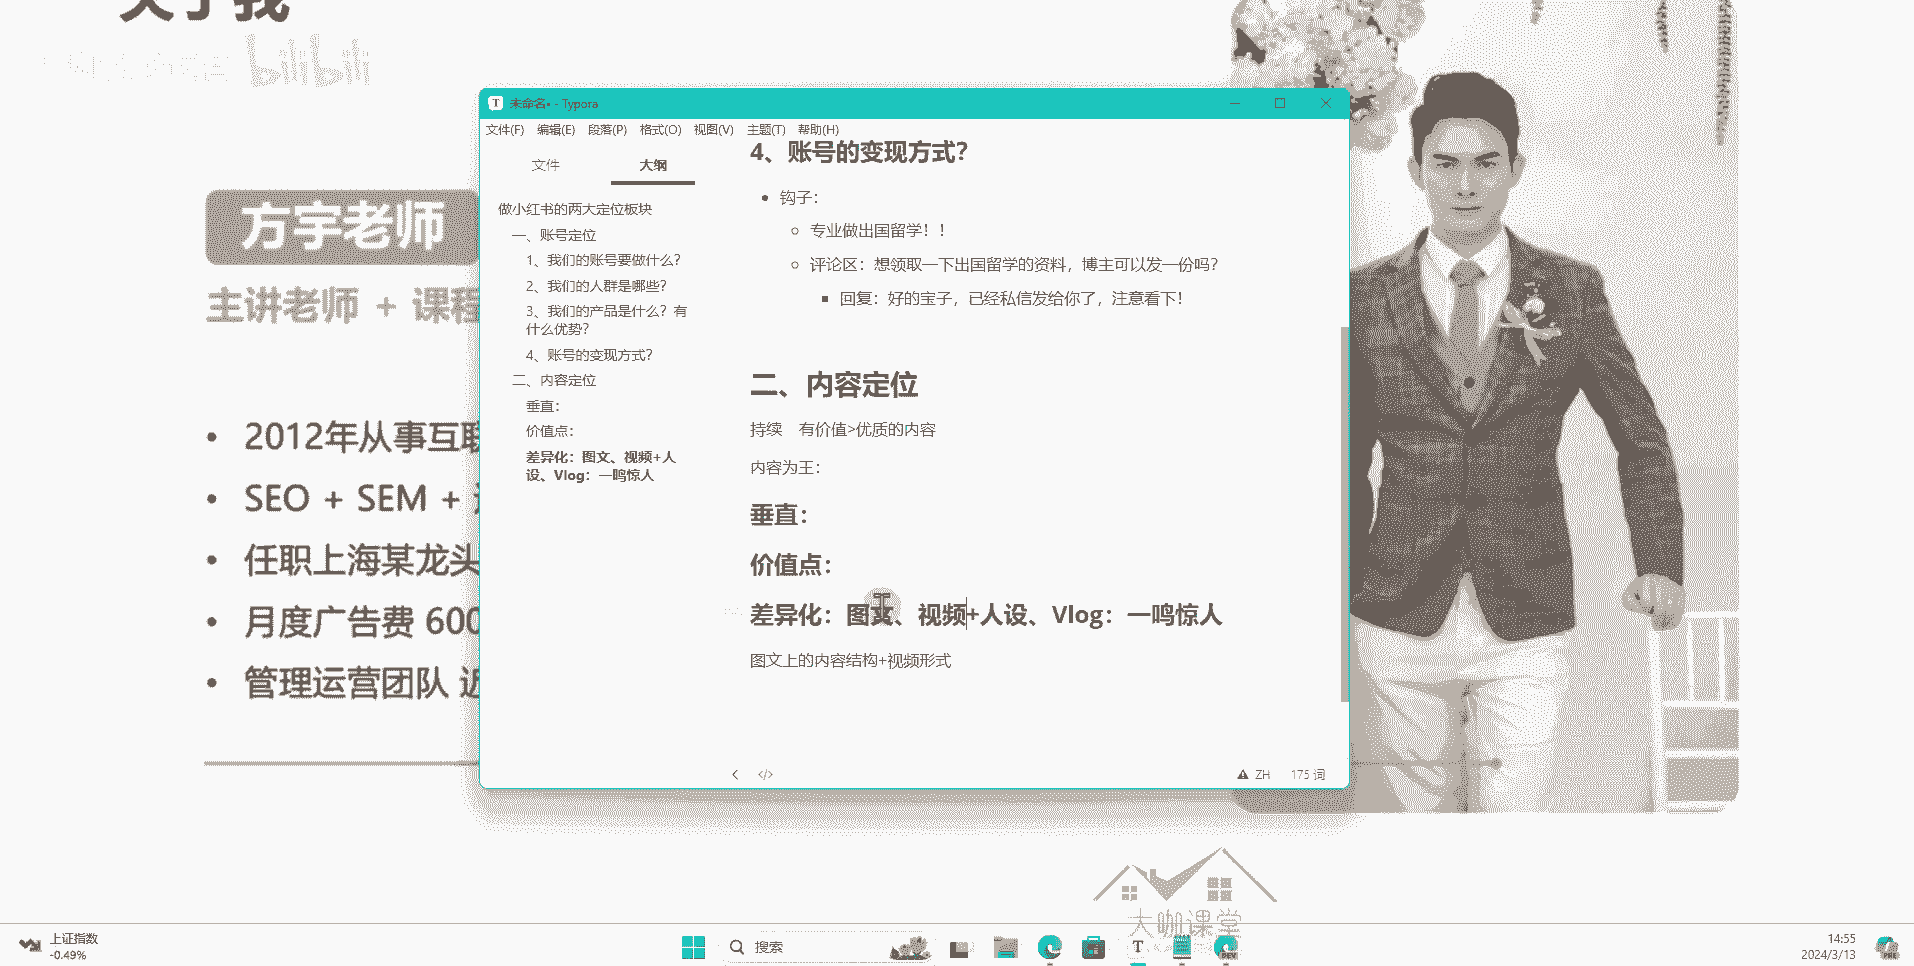 关于我
bilibili
方宇老师
主讲老师 + 课程
2012年从事互联
SEO + SEM +
任职上海某龙头
月度广告费 600
管理运营团队 近
未命名• - Typora
文件(F) 编辑(E) 段落(P) 格式(O) 视图(V) 主题(T) 帮助(H)
文件 大纲
做小红书的两大定位板块
一、账号定位
1、我们的账号要做什么？
2、我们的人群是哪些？
3、我们的产品是什么？有
什么优势？
4、账号的变现方式？
二、内容定位
垂直：
价值点：
差异化：图文、视频+人
设、Vlog：一鸣惊人
4、账号的变现方式？
钩子：
专业做出国留学！！
评论区：想领取一下出国留学的资料，博主可以发一份吗？
回复：好的宝子，已经私信发给你了，注意看下！
二、内容定位
持续 有价值>优质的内容
内容为王：
垂直：
价值点：
差异化：图文、视频+人设、Vlog：一鸣惊人
图文上的内容结构+视频形式
ZH 175 词
大咖课堂
上证指数
-0.49%
搜索
14:55
2024/3/13